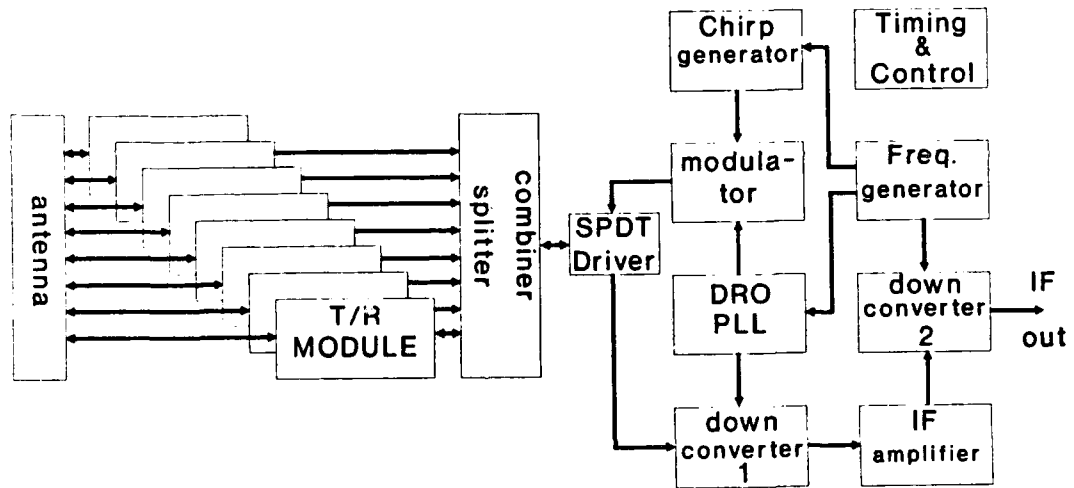 antenna
T/R
MODULE
splitter
combiner
SPDT
Driver
Chirp
generator
modula-
tor
DRO
PLL
down
converter
1
Timing
&
Control
Freq.
generator
down
converter
2
IF
amplifier
IF
out